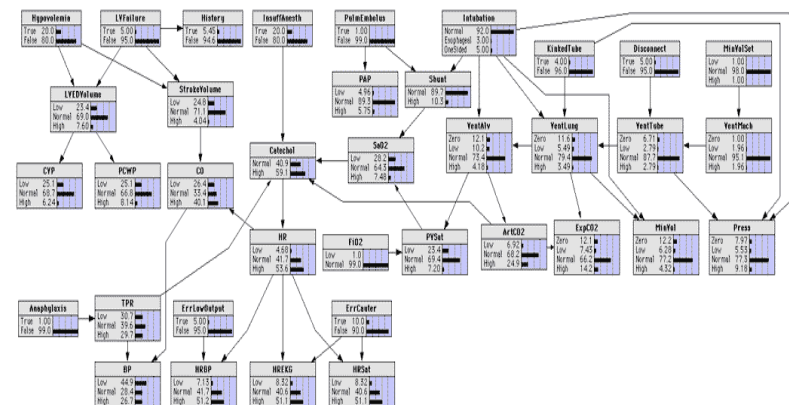 Hypovolemia
True 20.0
False 80.0
LVFailure
True 5.00
False 95.0
History
True 5.45
False 94.6
InsuffAnesth
True 20.0
False 80.0
PulmEmbolus
True 1.00
False 99.0
Intubation
Normal 92.0
Esophageal 3.00
OneSided 5.00
KinkedTube
True 4.00
False 96.0
Disconnect
True 5.00
False 95.0
MinVolSet
Low 1.00
Normal 98.0
High 1.00
LVEDVolume
Low 23.4
Normal 69.0
High 7.60
StrokeVolume
Low 24.8
Normal 71.1
High 4.04
PAP
Low 4.96
Normal 89.3
High 5.75
Shunt
Normal 89.7
High 10.3
CVP
Low 25.1
Normal 68.7
High 6.24
PCWP
Low 25.1
Normal 66.8
High 8.14
CO
Low 26.4
Normal 33.4
High 40.1
Catechol
Normal 40.9
High 59.1
SaO2
Low 28.2
Normal 64.3
High 7.48
VentAlv
Zero 12.1
Low 10.2
Normal 73.4
High 4.18
VentLung
Zero 11.6
Low 5.49
Normal 79.4
High 3.49
VentTube
Zero 6.71
Low 2.79
Normal 87.7
High 2.79
VentMach
Zero 1.00
Low 1.96
Normal 95.1
High 1.96
HR
Low 4.68
Normal 41.7
High 53.6
FiO2
Low 1.0
Normal 99.0
PVSat
Low 23.4
Normal 69.4
High 7.20
ArtCO2
Low 6.92
Normal 68.2
High 24.9
ExpCO2
Zero 12.1
Low 7.43
Normal 66.2
High 14.2
MinVol
Zero 12.2
Low 6.28
Normal 77.2
High 4.32
Press
Zero 7.97
Low 5.53
Normal 77.3
High 9.18
Anaphylaxis
True 1.00
False 99.0
TPR
Low 30.7
Normal 39.6
High 29.7
ErrLowOutput
True 5.00
False 95.0
ErrCauter
True 10.0
False 90.0
BP
Low 44.9
Normal 28.4
High 26.7
HRBP
Low 7.13
Normal 41.7
High 51.2
HREKG
Low 8.32
Normal 40.6
High 51.1
HRSat
Low 8.32
Normal 40.6
High 51.1